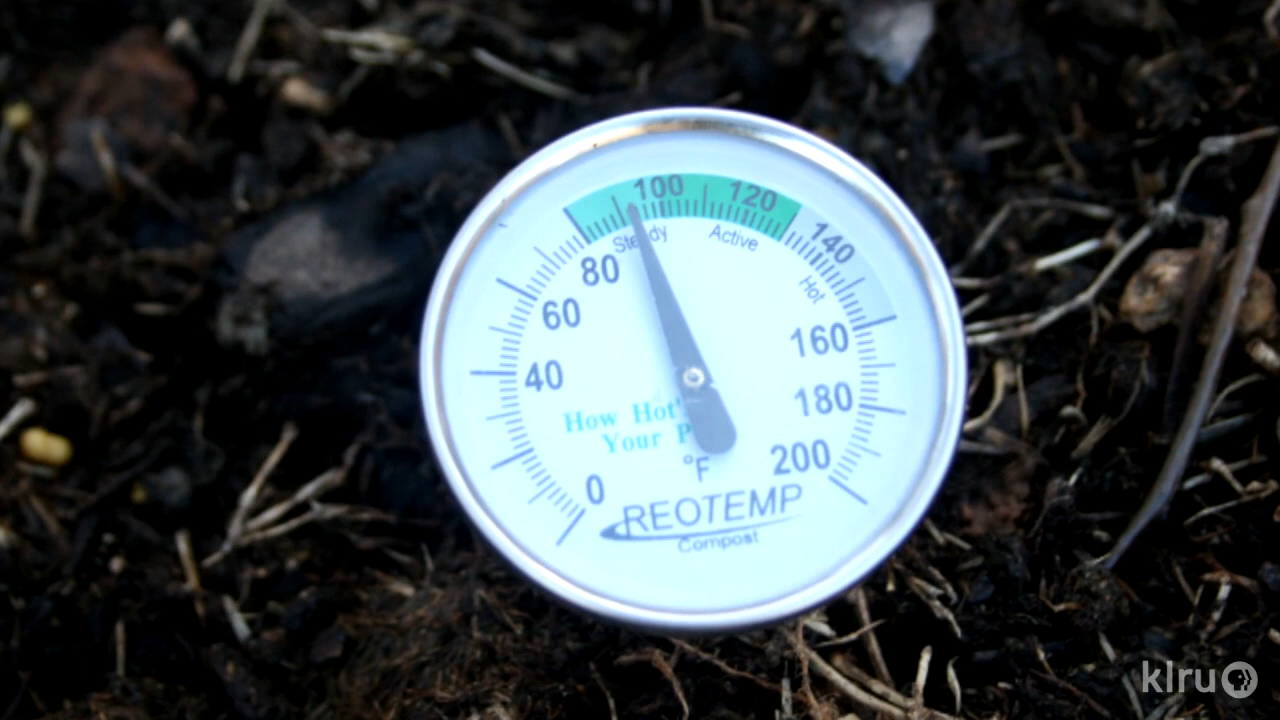 100 120
80 Steady Active 140
Hot
60
160
40
180
How Hot
Your P
200
°F
0
REOTEMP
Compost
klru